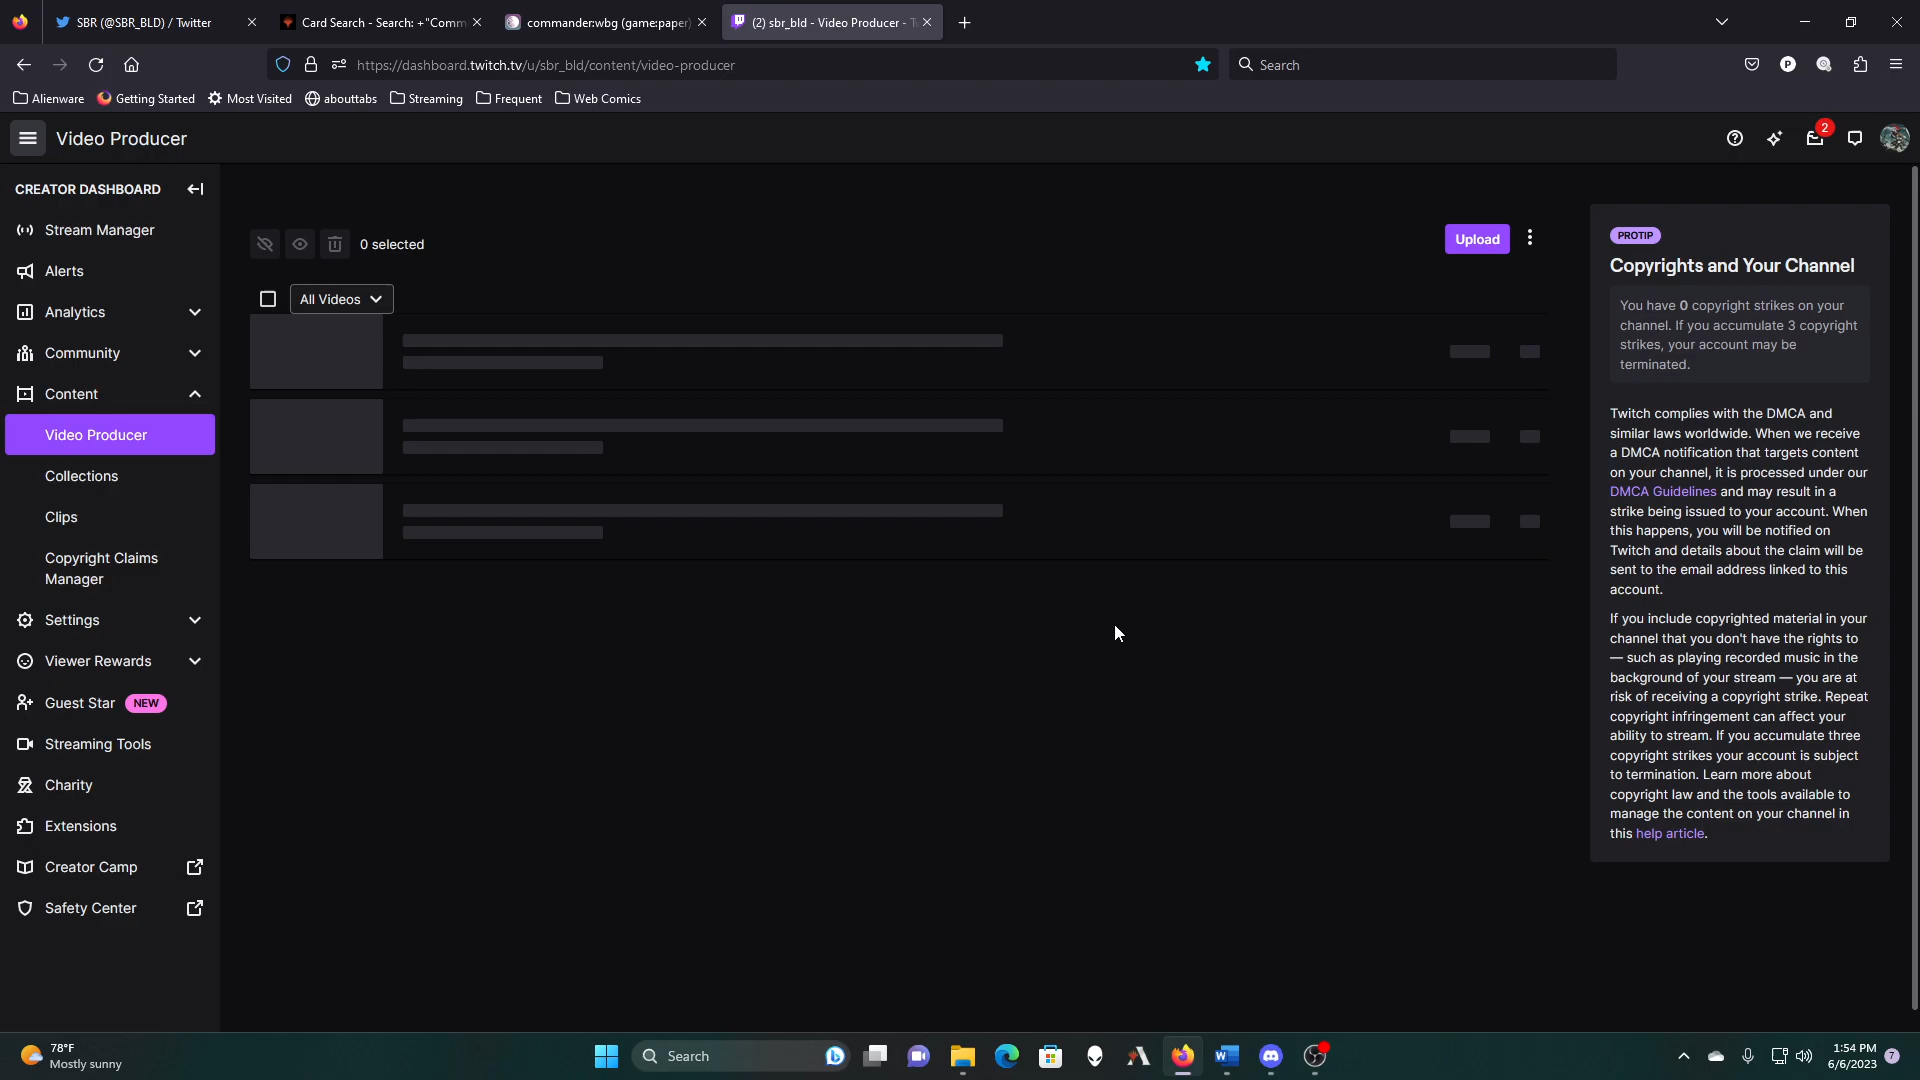 SBR (@SBR_BLD) / Twitter
Card Search - Search: +"Comm
commander:wbg (game:paper)
(2) sbr_bld - Video Producer -
https://dashboard.twitch.tv/u/sbr_bld/content/video-producer
Search
P
Alienware
Getting Started
Most Visited
abouttabs
Streaming
Frequent
Web Comics
Video Producer
2
CREATOR DASHBOARD
Stream Manager
Alerts
Analytics
Community
Content
Video Producer
Collections
Clips
Copyright Claims
Manager
Settings
Viewer Rewards
Guest Star NEW
Streaming Tools
Charity
Extensions
Creator Camp
Safety Center
0 selected
Upload
All Videos
PROTIP
Copyrights and Your Channel
You have 0 copyright strikes on your
channel. If you accumulate 3 copyright
strikes, your account may be
terminated.
Twitch complies with the DMCA and
similar laws worldwide. When we receive
a DMCA notification that targets content
on your channel, it is processed under our
DMCA Guidelines and may result in a
strike being issued to your account. When
this happens, you will be notified on
Twitch and details about the claim will be
sent to the email address linked to this
account.
If you include copyrighted material in your
channel that you don't have the rights to
— such as playing recorded music in the
background of your stream — you are at
risk of receiving a copyright strike. Repeat
copyright infringement can affect your
ability to stream. If you accumulate three
copyright strikes your account is subject
to termination. Learn more about
copyright law and the tools available to
manage the content on your channel in
this help article.
78°F
Mostly sunny
Search
1:54 PM
6/6/2023
7